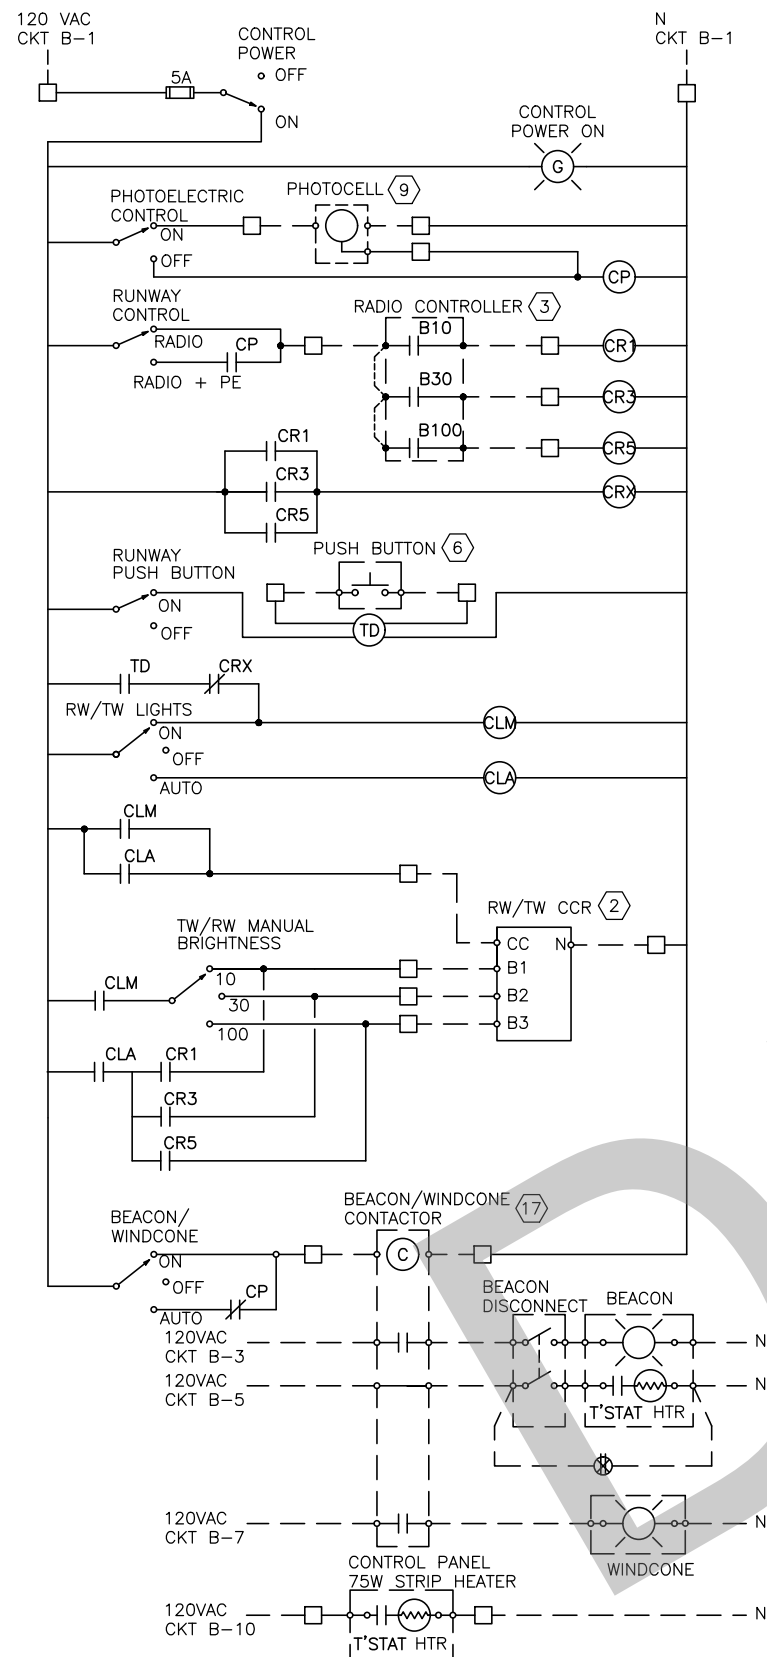 120 VAC
CKT B-1
N
CKT B-1
CONTROL
POWER
OFF
5A
ON
CONTROL
POWER ON
G
PHOTOELECTRIC
CONTROL
ON
OFF
PHOTOCELL 9
CP
RUNWAY
CONTROL
RADIO
CP
RADIO + PE
RADIO CONTROLLER 3
B10
CR1
B30
CR3
B100
CR5
CR1
CR3
CRX
CR5
RUNWAY
PUSH BUTTON
ON
OFF
PUSH BUTTON 6
TD
TD
CRX
RW/TW LIGHTS
ON
OFF
AUTO
CLM
CLA
CLM
CLA
RW/TW CCR 2
CC N
B1
B2
B3
TW/RW MANUAL
BRIGHTNESS
10
CLM
30
100
CLA
CR1
CR3
CR5
BEACON/
WINDCONE
ON
OFF
AUTO
CP
BEACON/WINDCONE 17
CONTACTOR
C
BEACON
DISCONNECT
BEACON
120VAC
CKT B-3
N
120VAC
CKT B-5
N
T'STAT HTR
120VAC
CKT B-7
N
WINDCONE
CONTROL PANEL
75W STRIP HEATER
120VAC
CKT B-10
N
T'STAT HTR